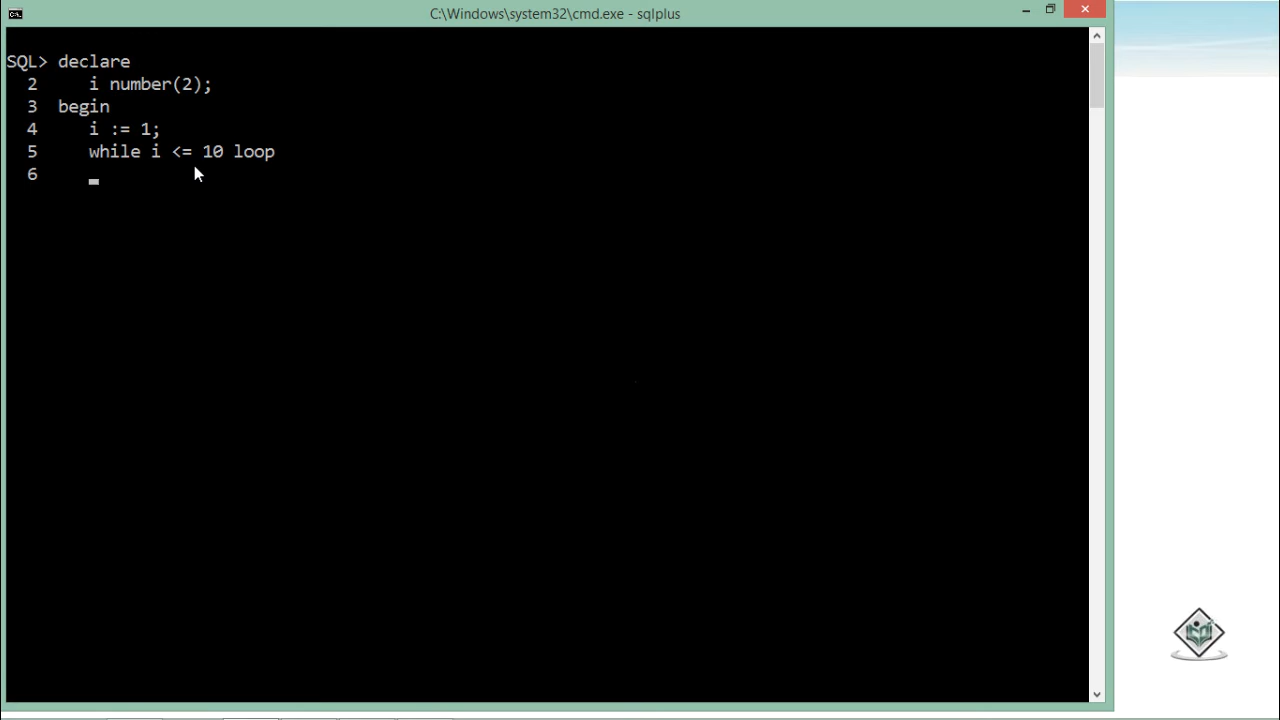 C:\Windows\system32\cmd.exe - sqlplus
SQL> declare
2 i number(2);
3 begin
4 i := 1;
5 while i <= 10 loop
6